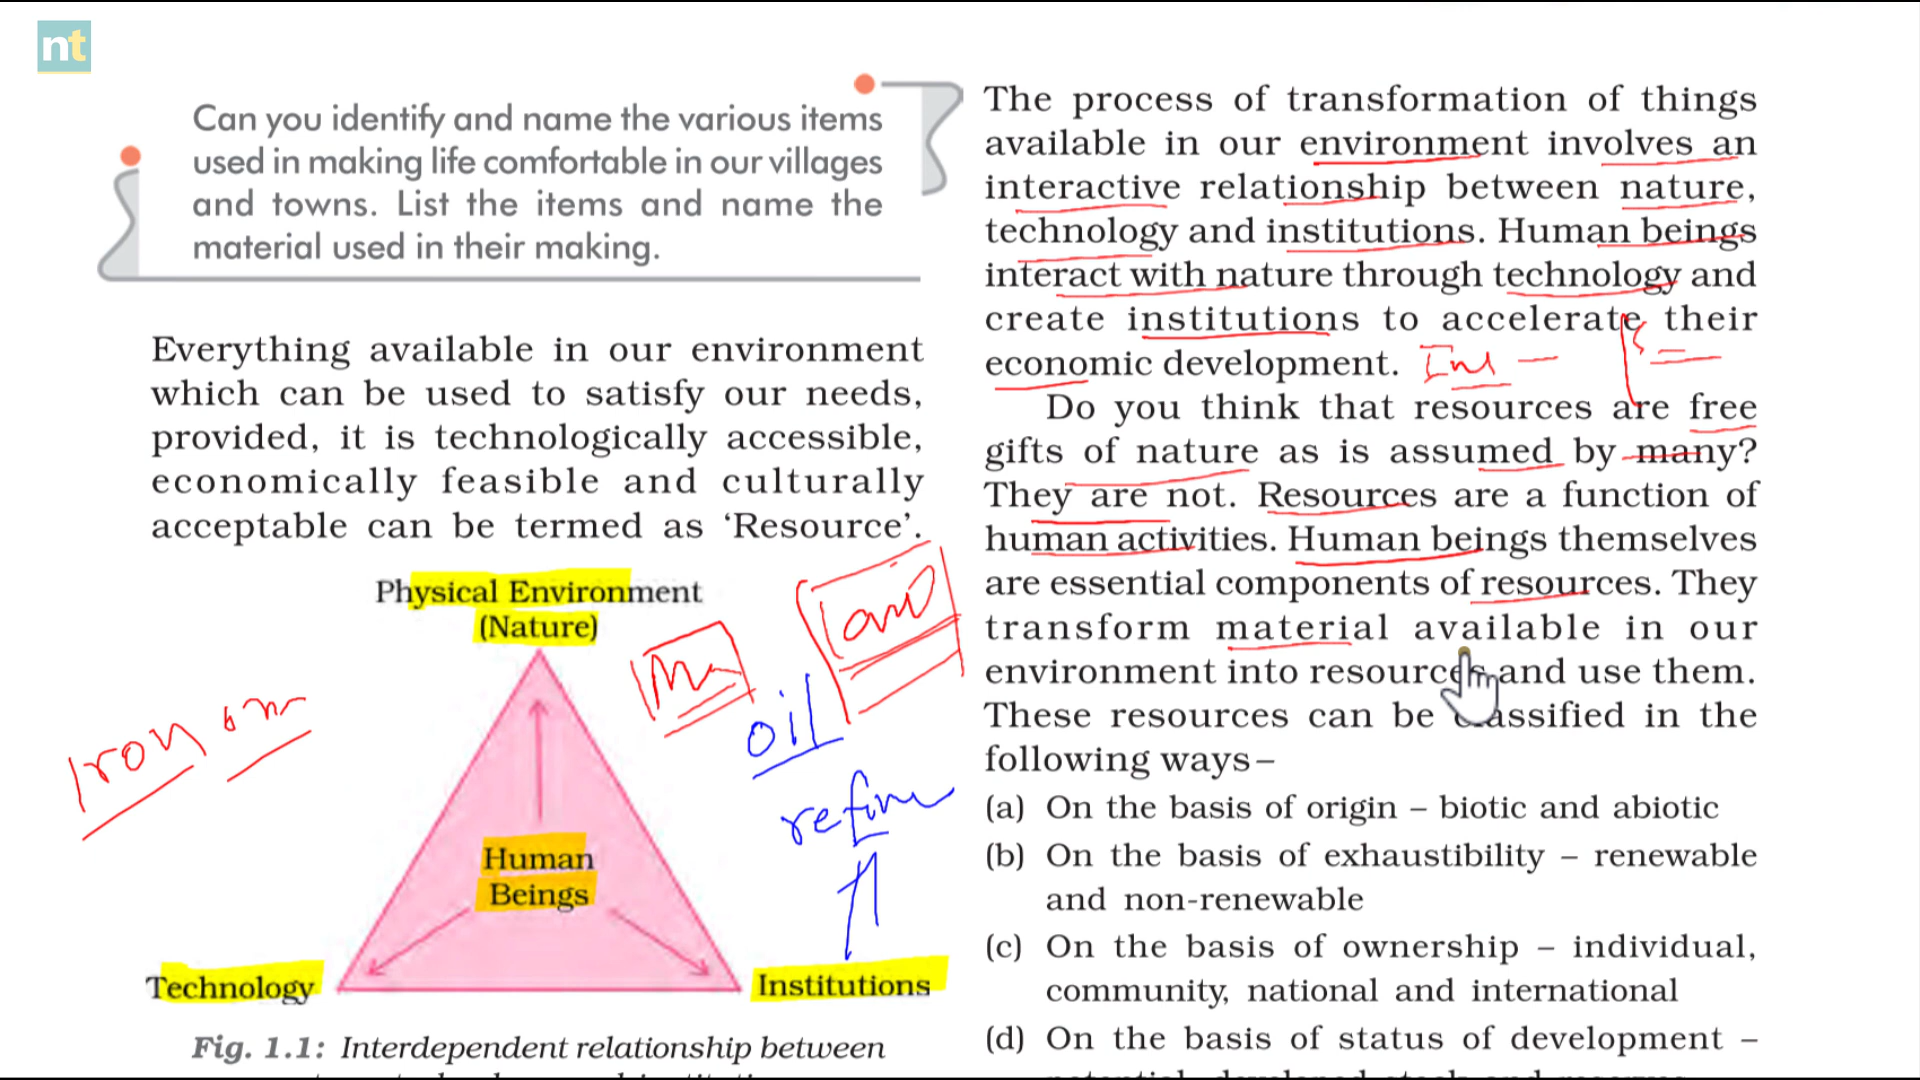 nt
Can you identify and name the various items
used in making life comfortable in our villages
and towns. List the items and name the
material used in their making.
Everything available in our environment
which can be used to satisfy our needs,
provided, it is technologically accessible,
economically feasible and culturally
acceptable can be termed as ‘Resource’.
Physical Environment
(Nature)
Iron
oil
Human
Beings
Technology
Institutions
Fig. 1.1: Interdependent relationship between
The process of transformation of things
available in our environment involves an
interactive relationship between nature,
technology and institutions. Human beings
interact with nature through technology and
create institutions to accelerate their
economic development.
Do you think that resources are free
gifts of nature as is assumed by many?
They are not. Resources are a function of
human activities. Human beings themselves
are essential components of resources. They
transform material available in our
environment into resources and use them.
These resources can be classified in the
following ways–
(a) On the basis of origin – biotic and abiotic
(b) On the basis of exhaustibility – renewable
and non-renewable
(c) On the basis of ownership – individual,
community, national and international
(d) On the basis of status of development –